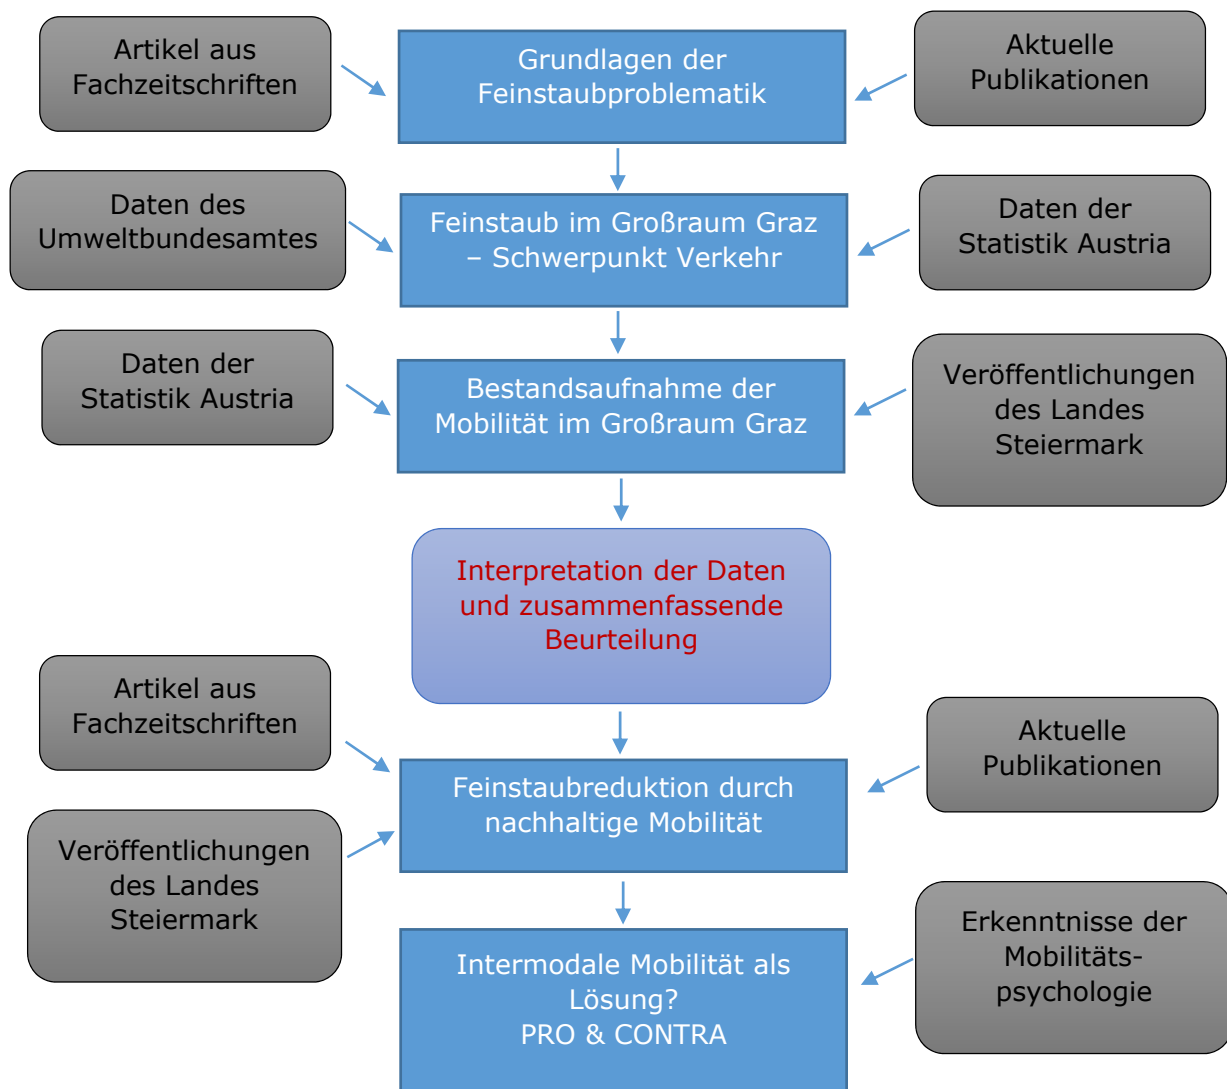 Artikel aus
Fachzeitschriften
Grundlagen der
Feinstaubproblematik
Aktuelle
Publikationen
Daten des
Umweltbundesamtes
Feinstaub im Großraum Graz
– Schwerpunkt Verkehr
Daten der
Statistik Austria
Daten der
Statistik Austria
Bestandsaufnahme der
Mobilität im Großraum Graz
Veröffentlichungen
des Landes
Steiermark
Interpretation der Daten
und zusammenfassende
Beurteilung
Artikel aus
Fachzeitschriften
Feinstaubreduktion durch
nachhaltige Mobilität
Aktuelle
Publikationen
Veröffentlichungen
des Landes
Steiermark
Intermodale Mobilität als
Lösung?
PRO & CONTRA
Erkenntnisse der
Mobilitäts-
psychologie